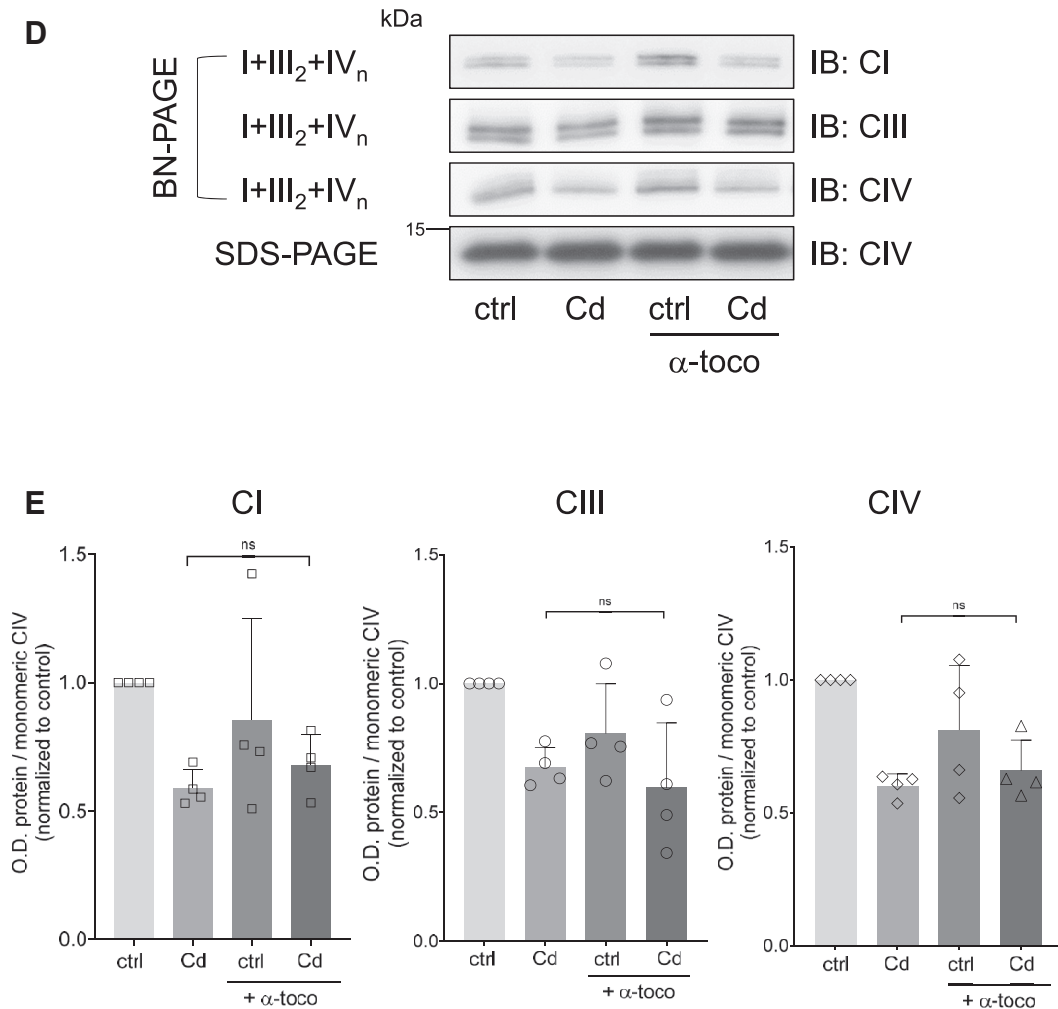 D
kDa
BN-PAGE
I+III₂+IVₙ
IB: CI
I+III₂+IVₙ
IB: CIII
I+III₂+IVₙ
IB: CIV
15
SDS-PAGE
IB: CIV
ctrl Cd ctrl Cd
α-toco
E
CI
O.D. protein / monomeric CIV
(normalized to control)
1.5
1.0
0.5
0.0
ns
ctrl Cd ctrl Cd
+ α-toco
CIII
O.D. protein / monomeric CIV
(normalized to control)
1.5
1.0
0.5
0.0
ns
ctrl Cd ctrl Cd
+ α-toco
CIV
O.D. protein / monomeric CIV
(normalized to control)
1.5
1.0
0.5
0.0
ns
ctrl Cd ctrl Cd
+ α-toco